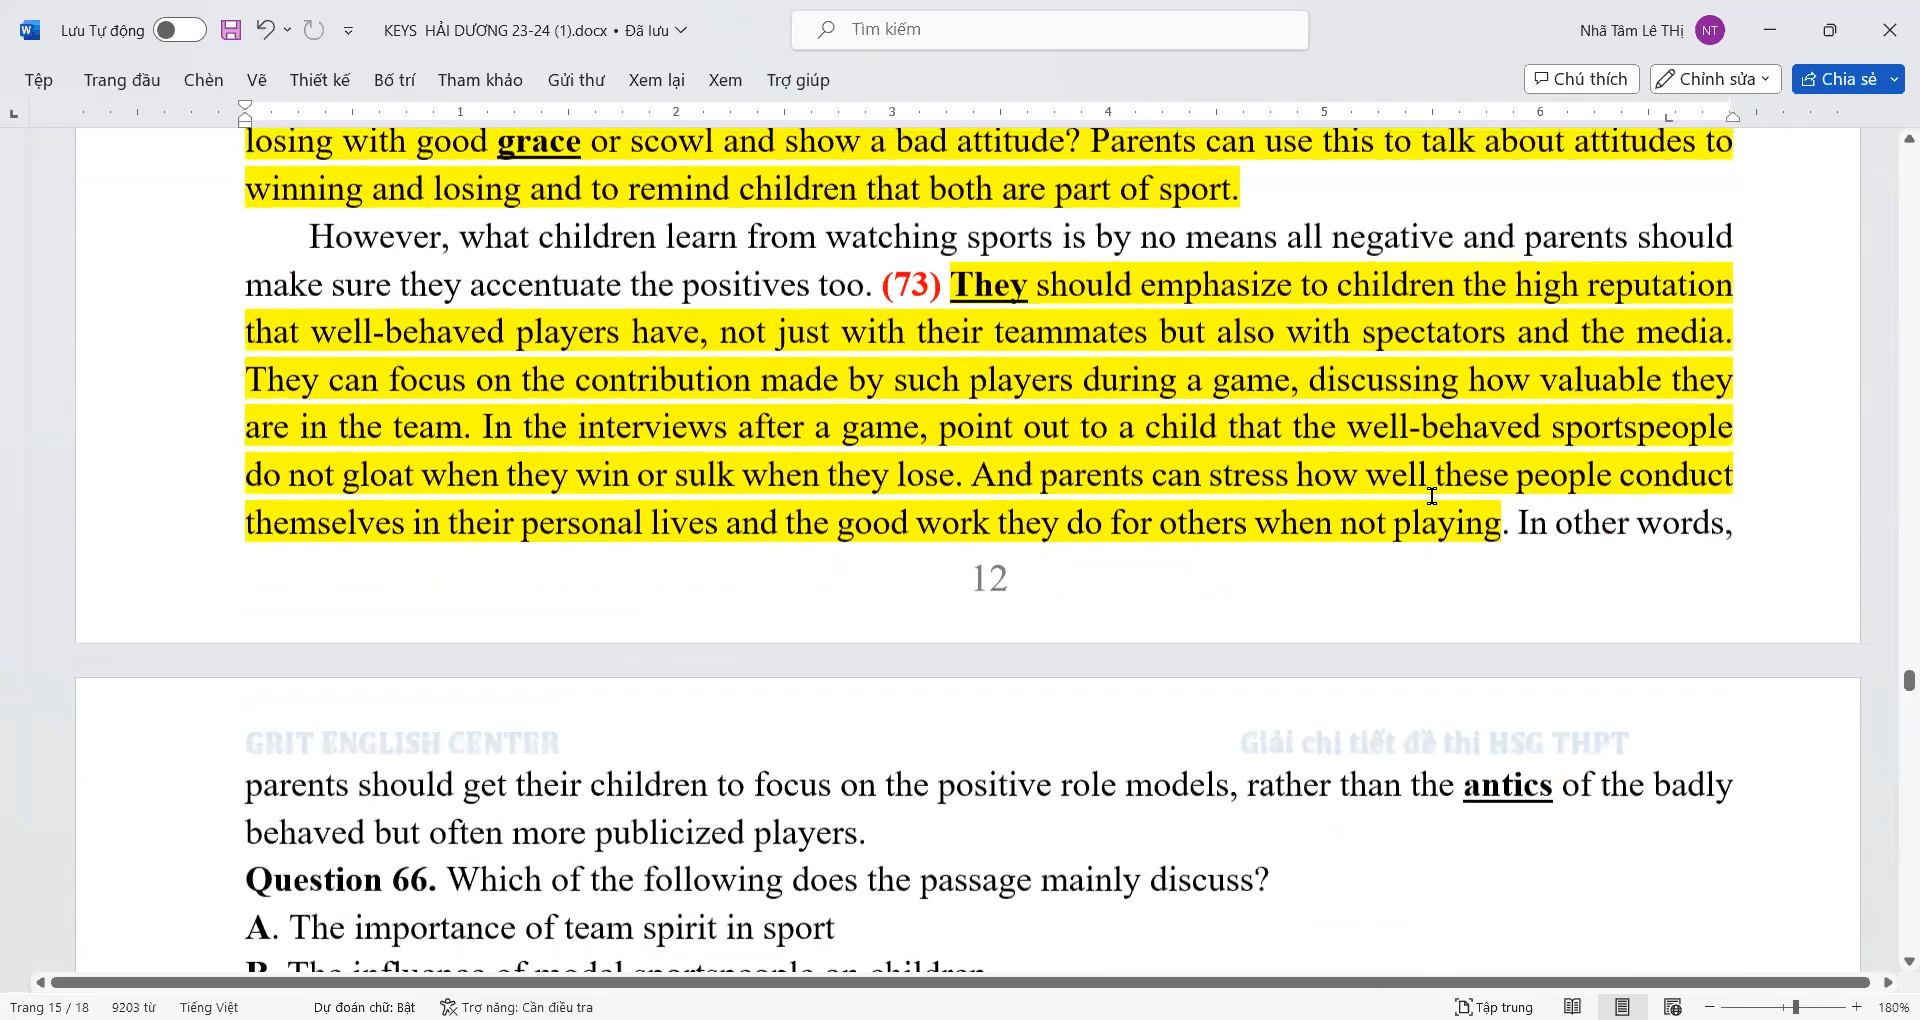 Lưu Tự động
KEYS HẢI DƯƠNG 23-24 (1).docx • Đã lưu
Tìm kiếm
Nhã Tâm Lê THị
NT
Tệp Trang đầu Chèn Vẽ Thiết kế Bố trí Tham khảo Gửi thư Xem lại Xem Trợ giúp
Chú thích Chỉnh sửa Chia sẻ
1 2 3 4 5 6
losing with good grace or scowl and show a bad attitude? Parents can use this to talk about attitudes to
winning and losing and to remind children that both are part of sport.
However, what children learn from watching sports is by no means all negative and parents should
make sure they accentuate the positives too. (73) They should emphasize to children the high reputation
that well-behaved players have, not just with their teammates but also with spectators and the media.
They can focus on the contribution made by such players during a game, discussing how valuable they
are in the team. In the interviews after a game, point out to a child that the well-behaved sportspeople
do not gloat when they win or sulk when they lose. And parents can stress how well these people conduct
themselves in their personal lives and the good work they do for others when not playing. In other words,
12
GRIT ENGLISH CENTER Giải chi tiết đề thi HSG THPT
parents should get their children to focus on the positive role models, rather than the antics of the badly
behaved but often more publicized players.
Question 66. Which of the following does the passage mainly discuss?
A. The importance of team spirit in sport
B. The influence of model sportspeople on children
Trang 15 / 18 9203 từ Tiếng Việt Dự đoán chữ: Bật Trợ năng: Cần điều tra Tập trung 180%